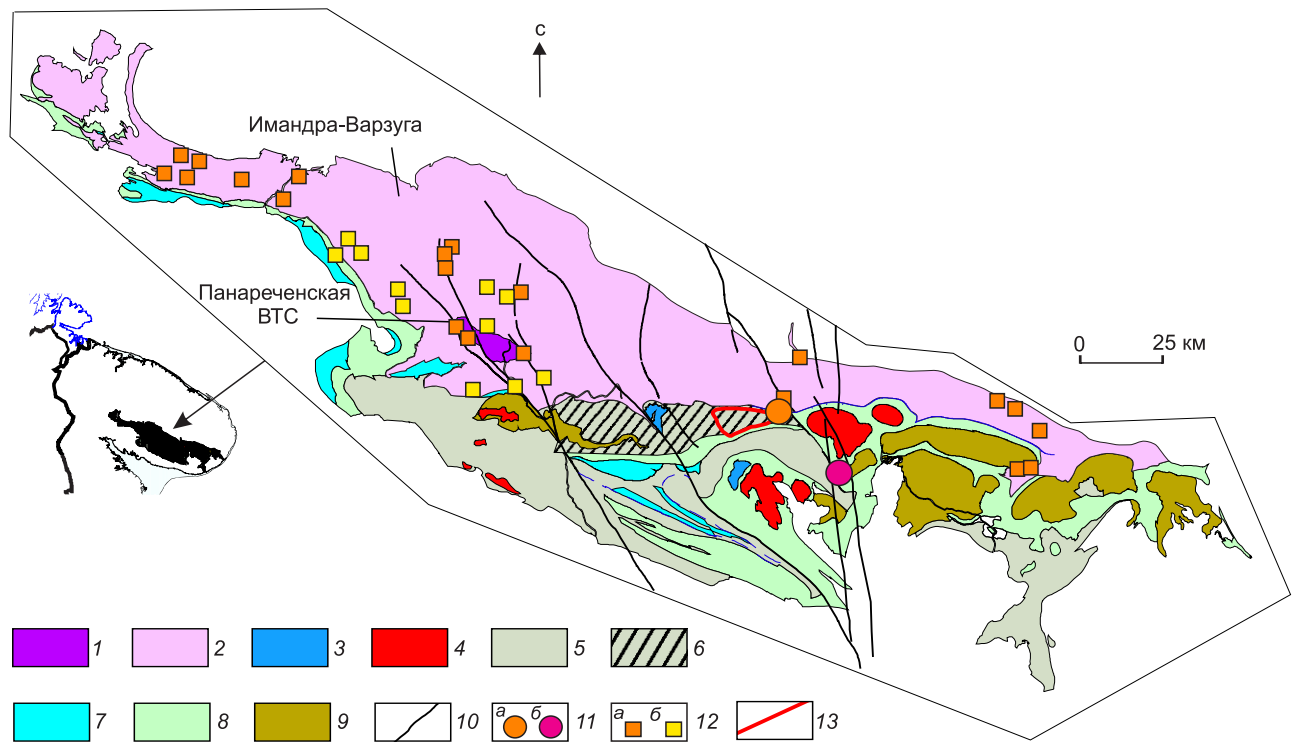 с
Имандра-Варзуга
Панареченская
ВТС
0 25 км
1 2 3 4 5 6
7 8 9 10 а б 11 а б 12 13